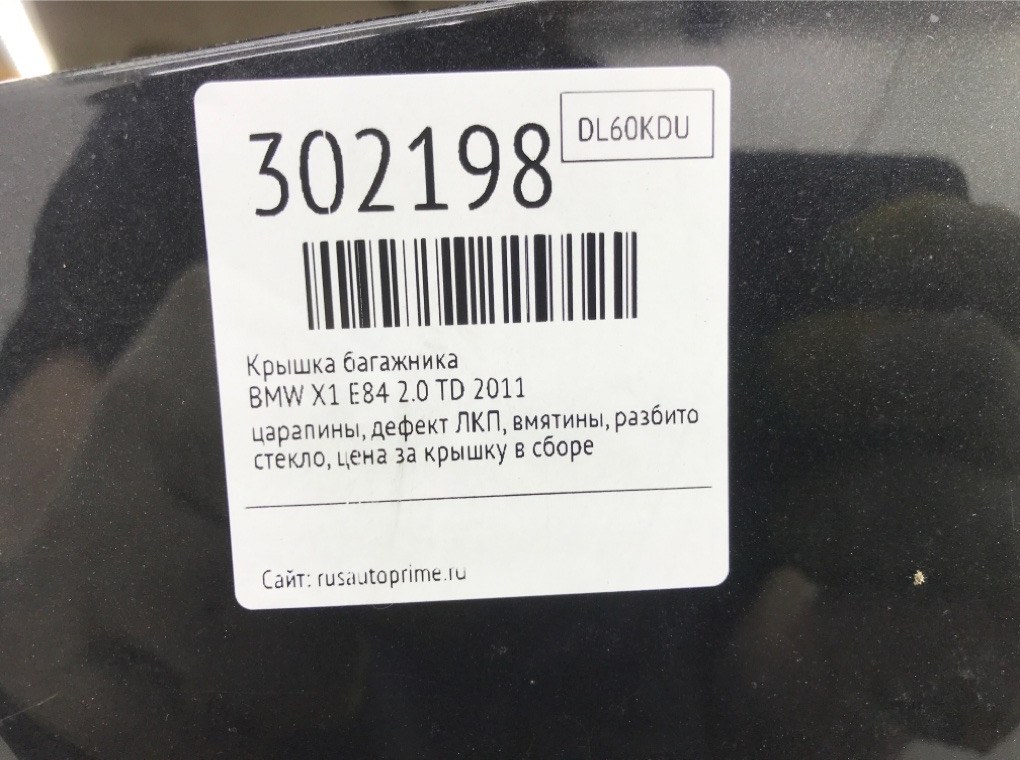 302198
DL60KDU
Крышка багажника
BMW X1 E84 2.0 TD 2011
царапины, дефект ЛКП, вмятины, разбито
стекло, цена за крышку в сборе
Сайт: rusautoprime.ru